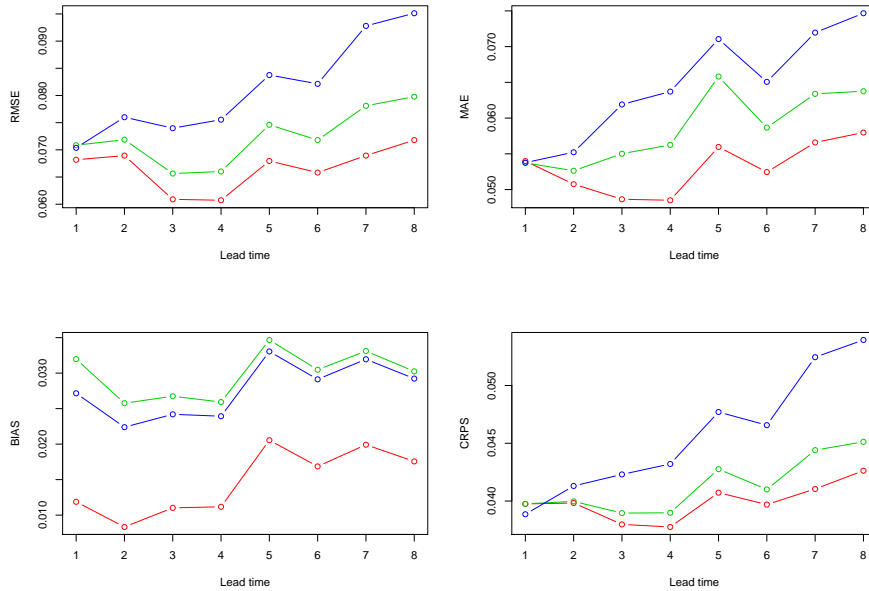 0.060 0.070 0.080 0.090
RMSE
1 2 3 4 5 6 7 8
Lead time
0.050 0.060 0.070
MAE
1 2 3 4 5 6 7 8
Lead time
0.010 0.020 0.030
BIAS
1 2 3 4 5 6 7 8
Lead time
0.040 0.045 0.050
CRPS
1 2 3 4 5 6 7 8
Lead time